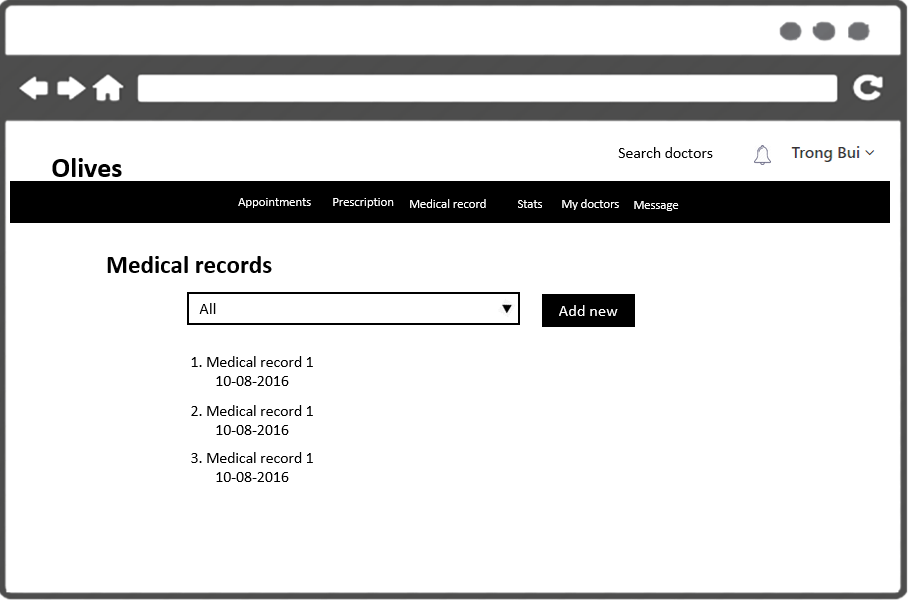 Search doctors
Trong Bui
Olives
Appointments Prescription Medical record Stats My doctors Message
Medical records
All
Add new
1. Medical record 1
10-08-2016
2. Medical record 1
10-08-2016
3. Medical record 1
10-08-2016